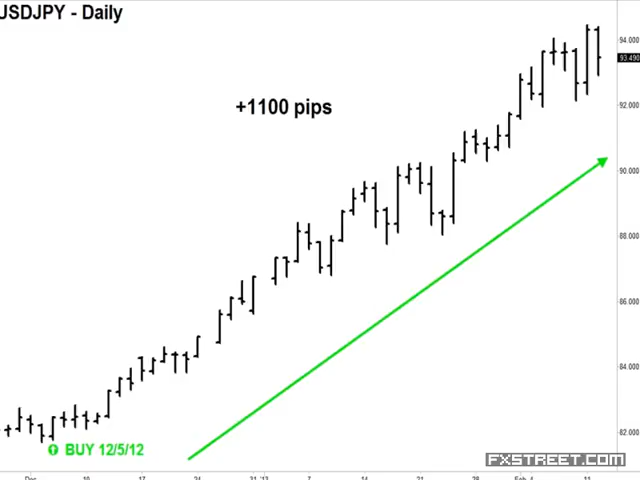 USDJPY - Daily
94.000
93.490
+1100 pips
92.000
90.000
88.000
86.000
84.000
82.000
BUY 12/5/12
FXSTREET.COM
Dec 10 17 24 31 '13 7 14 21 28 Feb 4 11